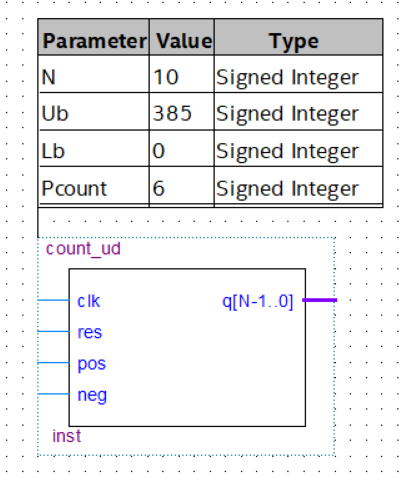 Parameter Value Type
N 10 Signed Integer
Ub 385 Signed Integer
Lb 0 Signed Integer
Pcount 6 Signed Integer
count_ud
clk q[N-1..0]
res
pos
neg
inst